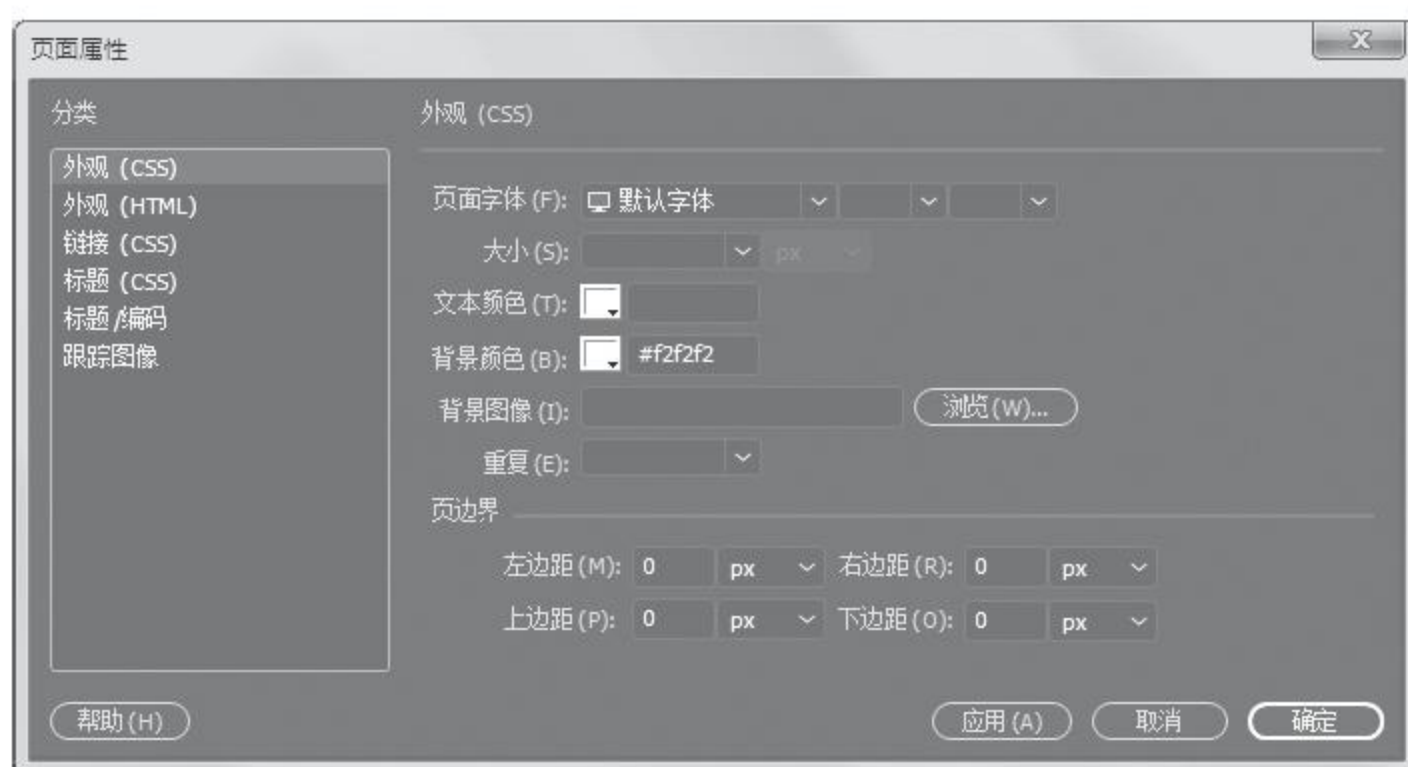 页面属性
分类
外观 (CSS)
外观 (HTML)
链接 (CSS)
标题 (CSS)
标题/编码
跟踪图像
外观 (CSS)
页面字体(F): 默认字体
大小(S): px
文本颜色(T):
背景颜色(B): #f2f2f2
背景图像(I): 浏览(W)...
重复(E):
页边界
左边距(M): 0 px 右边距(R): 0 px
上边距(P): 0 px 下边距(O): 0 px
帮助(H) 应用(A) 取消 确定